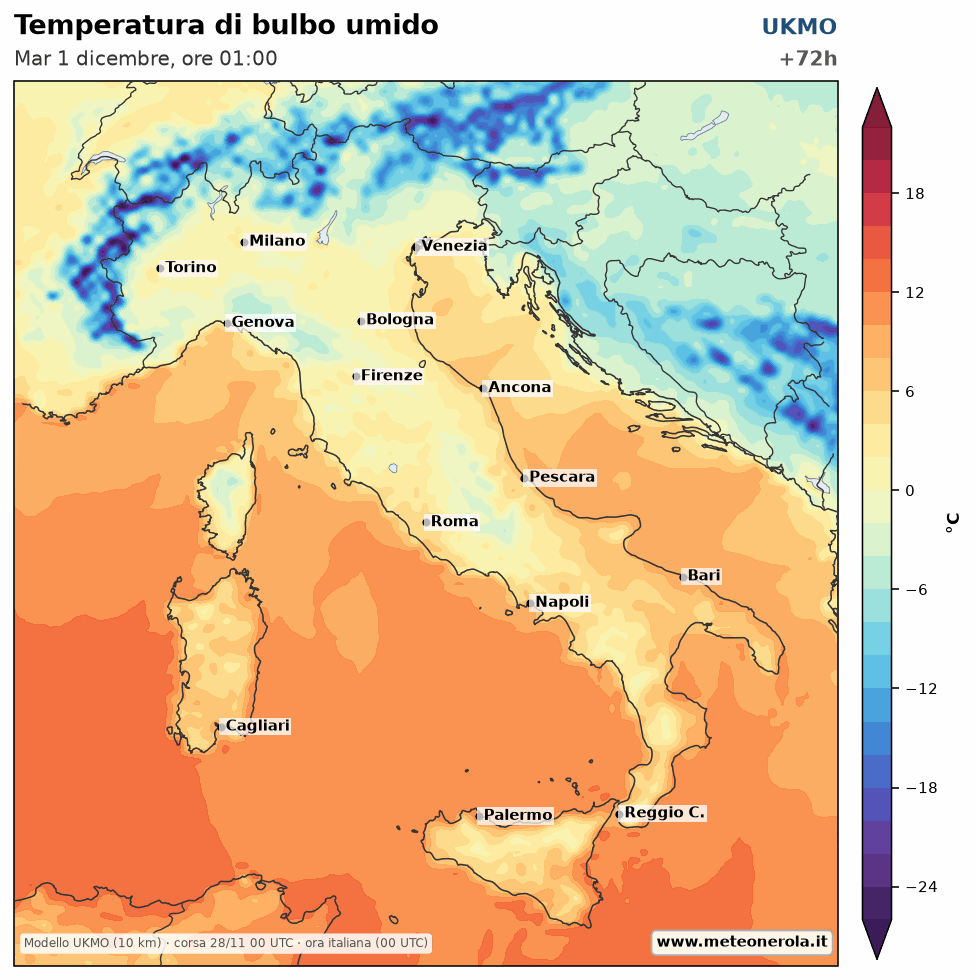 Temperatura di bulbo umido
UKMO
Mar 1 dicembre, ore 01:00
+72h
Milano
Venezia
Torino
Genova
Bologna
Firenze
Ancona
Pescara
Roma
Bari
Napoli
Cagliari
Palermo
Reggio C.
18
12
6
0
−6
−12
−18
−24
°C
Modello UKMO (10 km) · corsa 28/11 00 UTC · ora italiana (00 UTC)
www.meteonerola.it